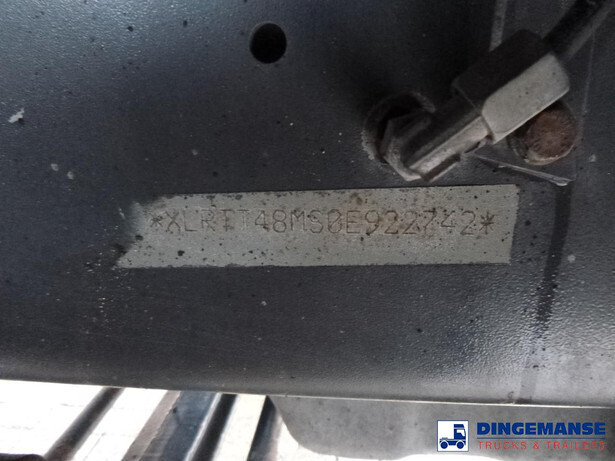 *XLRTT48MS0E922742*
DINGEMANSE
TRUCKS & TRAILERS